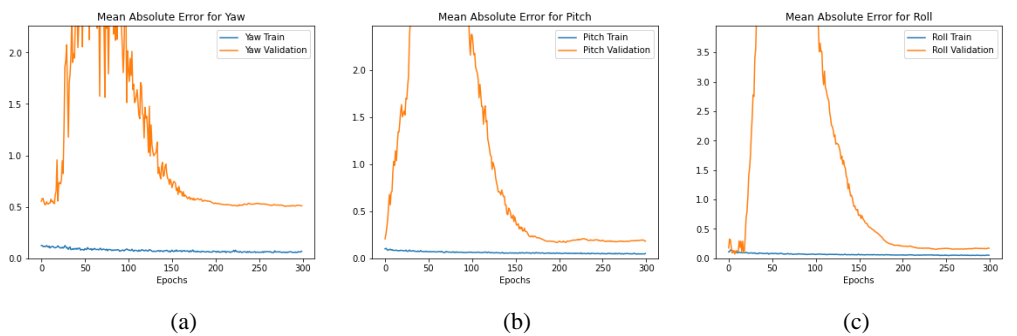 Mean Absolute Error for Yaw
Yaw Train
Yaw Validation
2.0
1.5
1.0
0.5
0.0
0 50 100 150 200 250 300
Epochs
(a)
Mean Absolute Error for Pitch
Pitch Train
Pitch Validation
2.5
2.0
1.5
1.0
0.5
0.0
0 50 100 150 200 250 300
Epochs
(b)
Mean Absolute Error for Roll
Roll Train
Roll Validation
3.5
3.0
2.5
2.0
1.5
1.0
0.5
0.0
0 50 100 150 200 250 300
Epochs
(c)